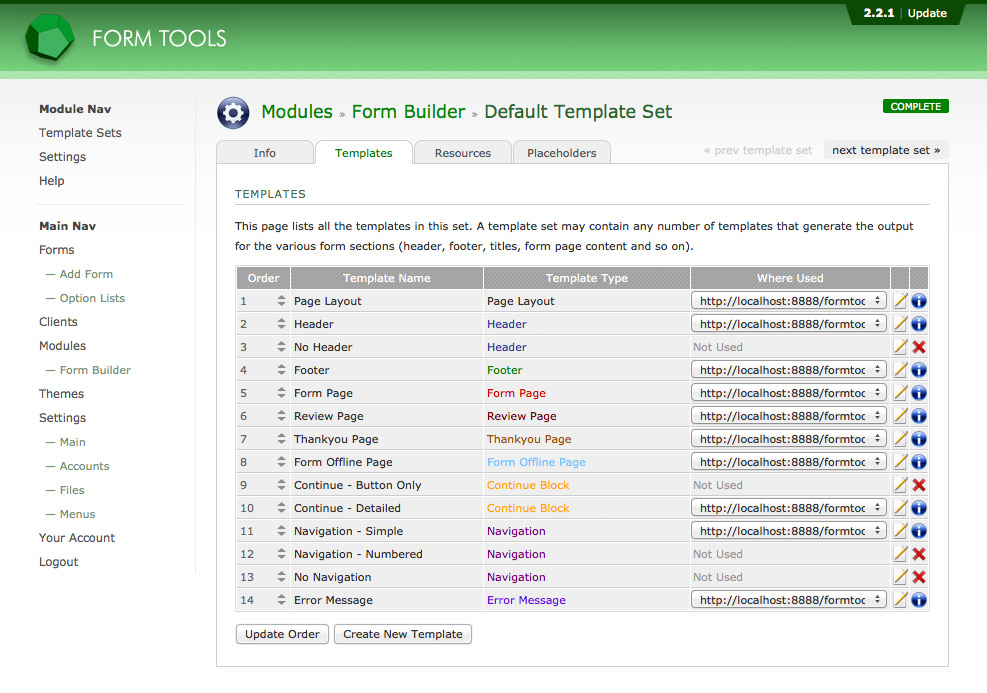 2.2.1 | Update
FORM TOOLS
Module Nav
Template Sets
Settings
Help
Main Nav
Forms
— Add Form
— Option Lists
Clients
Modules
— Form Builder
Themes
Settings
— Main
— Accounts
— Files
— Menus
Your Account
Logout
Modules » Form Builder » Default Template Set
COMPLETE
Info Templates Resources Placeholders
« prev template set next template set »
TEMPLATES
This page lists all the templates in this set. A template set may contain any number of templates that generate the output
for the various form sections (header, footer, titles, form page content and so on).
Order Template Name Template Type Where Used
1 Page Layout Page Layout http://localhost:8888/formtoc
2 Header Header http://localhost:8888/formtoc
3 No Header Header Not Used
4 Footer Footer http://localhost:8888/formtoc
5 Form Page Form Page http://localhost:8888/formtoc
6 Review Page Review Page http://localhost:8888/formtoc
7 Thankyou Page Thankyou Page http://localhost:8888/formtoc
8 Form Offline Page Form Offline Page http://localhost:8888/formtoc
9 Continue - Button Only Continue Block Not Used
10 Continue - Detailed Continue Block http://localhost:8888/formtoc
11 Navigation - Simple Navigation http://localhost:8888/formtoc
12 Navigation - Numbered Navigation Not Used
13 No Navigation Navigation Not Used
14 Error Message Error Message http://localhost:8888/formtoc
Update Order Create New Template